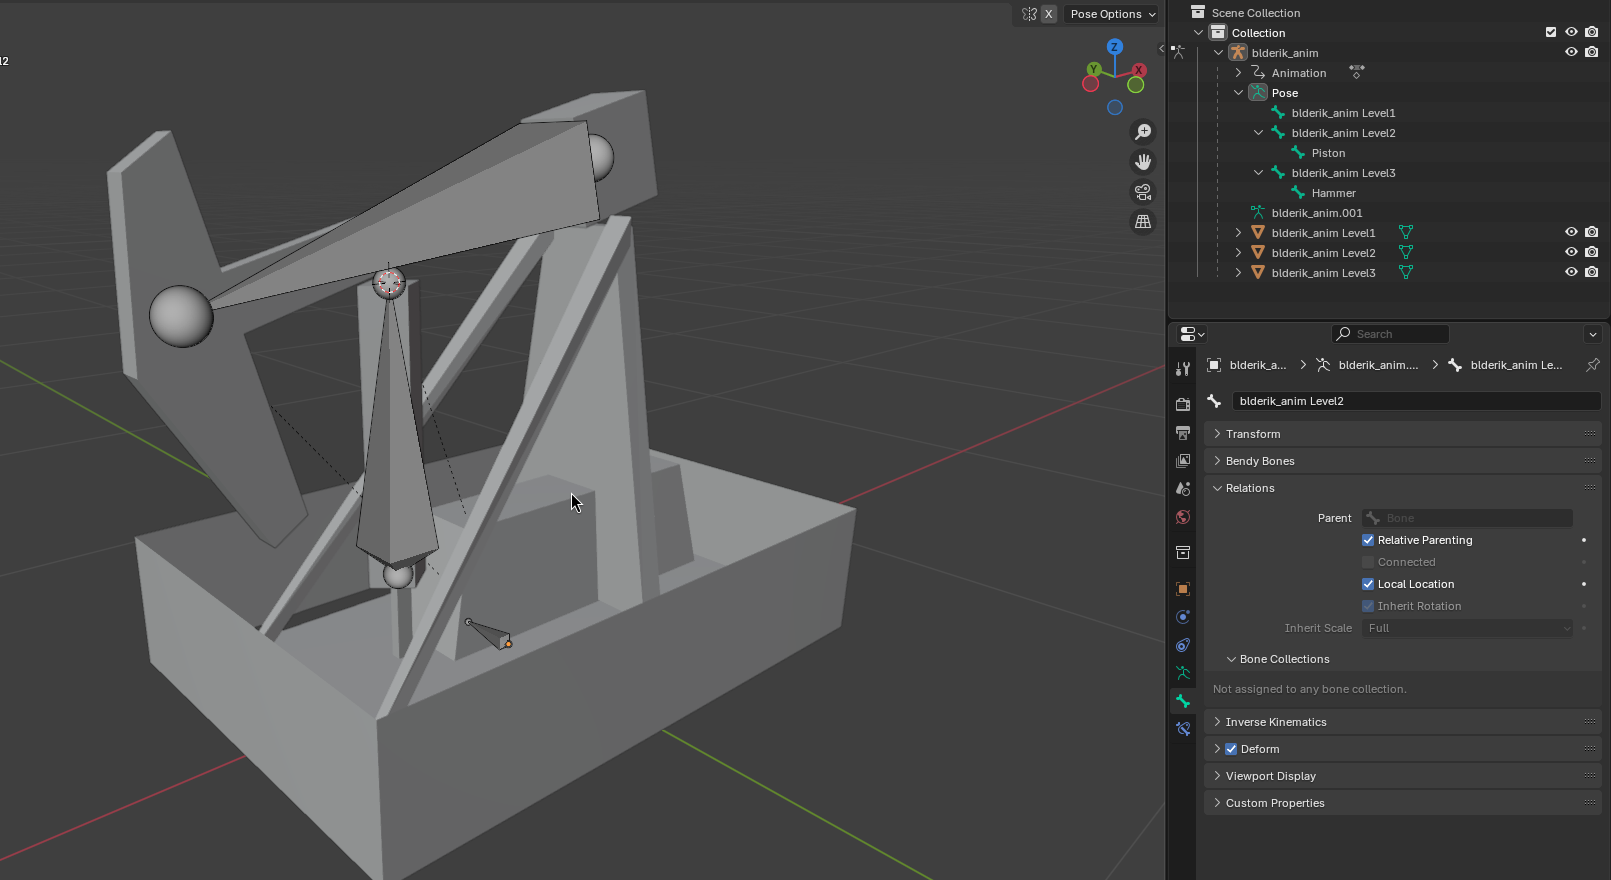 X Pose Options
l2
Z
Y
X
Scene Collection
Collection
blderik_anim
Animation
Pose
blderik_anim Level1
blderik_anim Level2
Piston
blderik_anim Level3
Hammer
blderik_anim.001
blderik_anim Level1
blderik_anim Level2
blderik_anim Level3
Search
blderik_a... blderik_anim.... blderik_anim Le...
blderik_anim Level2
Transform
Bendy Bones
Relations
Parent Bone
Relative Parenting
Connected
Local Location
Inherit Rotation
Inherit Scale Full
Bone Collections
Not assigned to any bone collection.
Inverse Kinematics
Deform
Viewport Display
Custom Properties